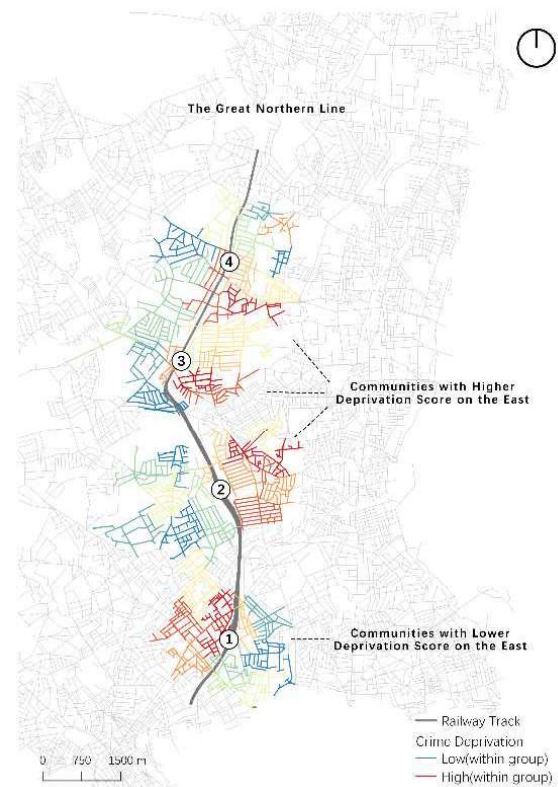 The Great Northern Line
4
3
Communities with Higher
Deprivation Score on the East
2
1
Communities with Lower
Deprivation Score on the East
Railway Track
Crime Deprivation
Low(within group)
High(within group)
0 750 1500 m